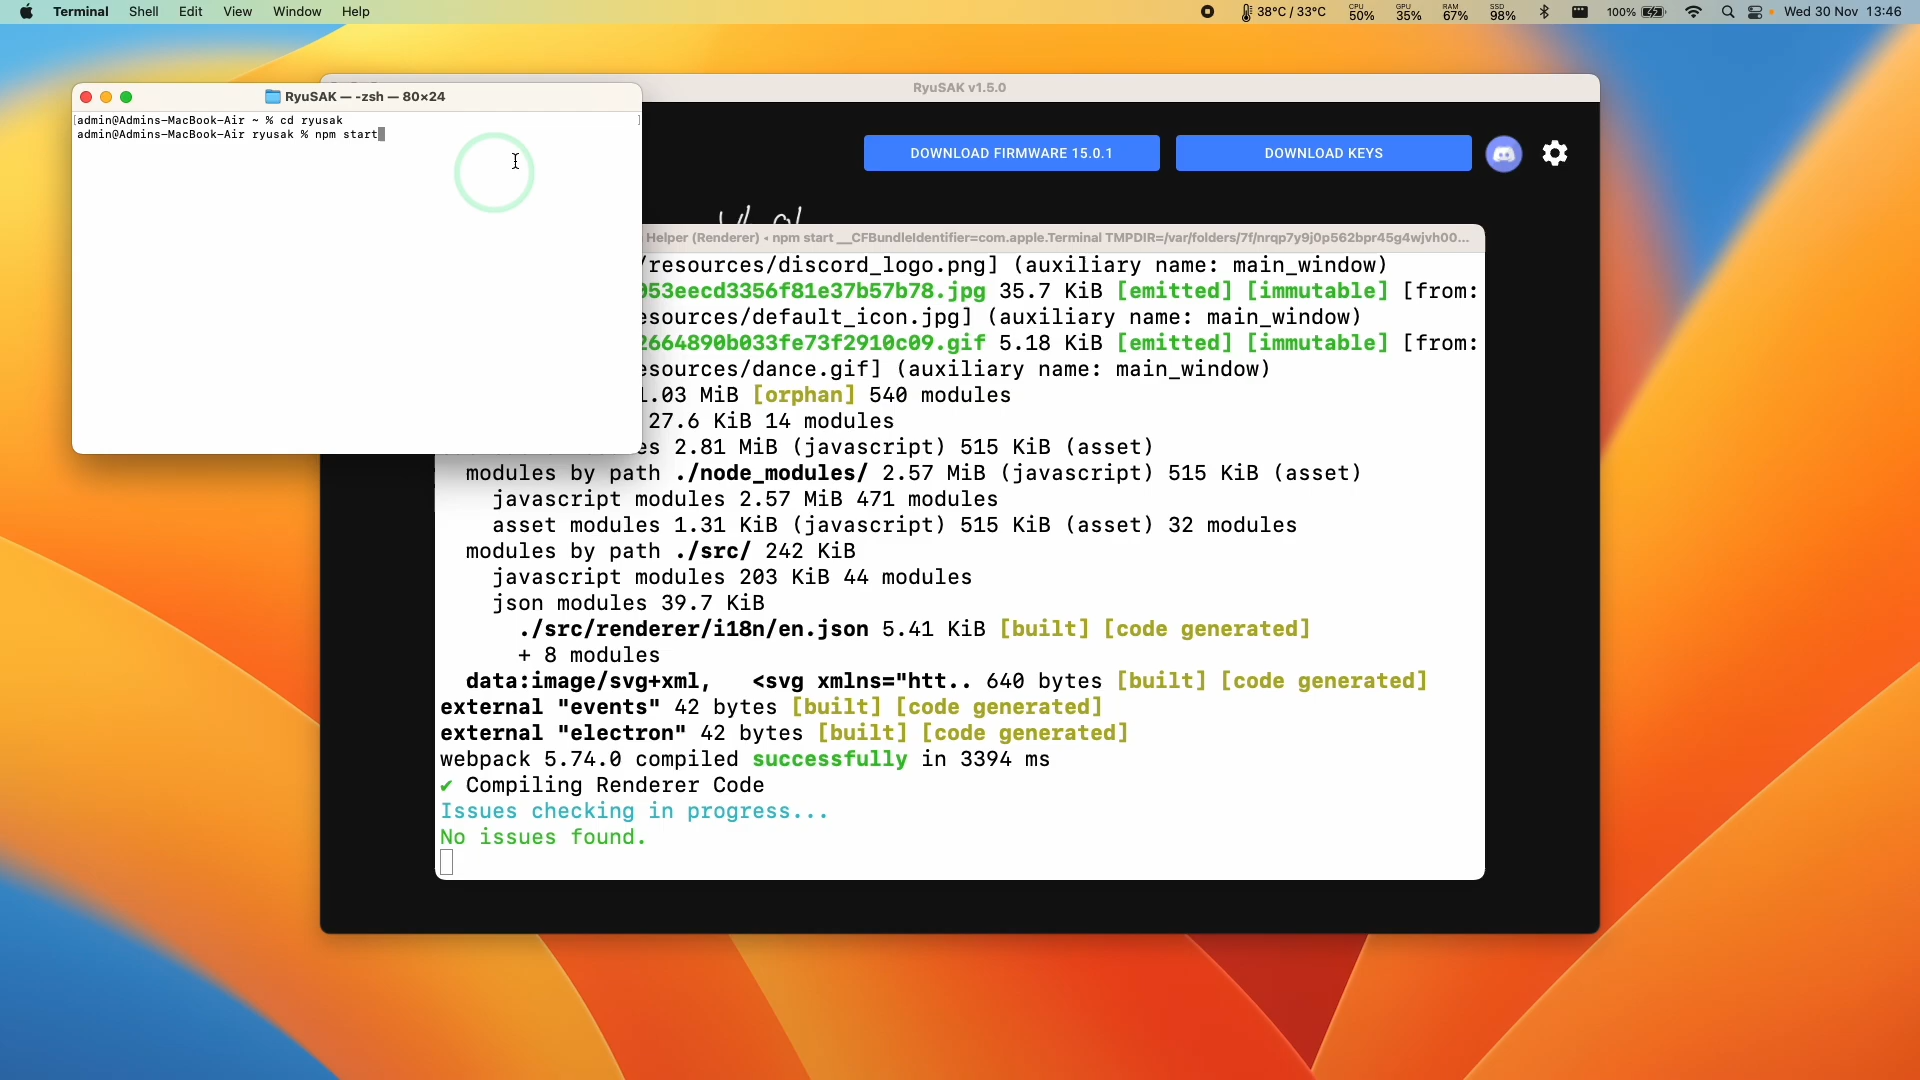 Terminal Shell Edit View Window Help
38°C / 33°C CPU 50% GPU 35% RAM 67% SSD 98% 100% Wed 30 Nov 13:46
RyuSAK v1.5.0
RyuSAK — -zsh — 80×24
[admin@Admins-MacBook-Air ~ % cd ryusak ]
admin@Admins-MacBook-Air ryusak % npm start
DOWNLOAD FIRMWARE 15.0.1
DOWNLOAD KEYS
Helper (Renderer) ◂ npm start __CFBundleIdentifier=com.apple.Terminal TMPDIR=/var/folders/7f/nrqp7y9j0p562bpr45g4wjvh00...
/resources/discord_logo.png] (auxiliary name: main_window)
053eecd3356f81e37b57b78.jpg 35.7 KiB [emitted] [immutable] [from:
sources/default_icon.jpg] (auxiliary name: main_window)
2664890b033fe73f2910c09.gif 5.18 KiB [emitted] [immutable] [from:
sources/dance.gif] (auxiliary name: main_window)
1.03 MiB [orphan] 540 modules
27.6 KiB 14 modules
es 2.81 MiB (javascript) 515 KiB (asset)
modules by path ./node_modules/ 2.57 MiB (javascript) 515 KiB (asset)
javascript modules 2.57 MiB 471 modules
asset modules 1.31 KiB (javascript) 515 KiB (asset) 32 modules
modules by path ./src/ 242 KiB
javascript modules 203 KiB 44 modules
json modules 39.7 KiB
./src/renderer/i18n/en.json 5.41 KiB [built] [code generated]
+ 8 modules
data:image/svg+xml,   <svg xmlns="htt.. 640 bytes [built] [code generated]
external "events" 42 bytes [built] [code generated]
external "electron" 42 bytes [built] [code generated]
webpack 5.74.0 compiled successfully in 3394 ms
✔ Compiling Renderer Code
Issues checking in progress...
No issues found.